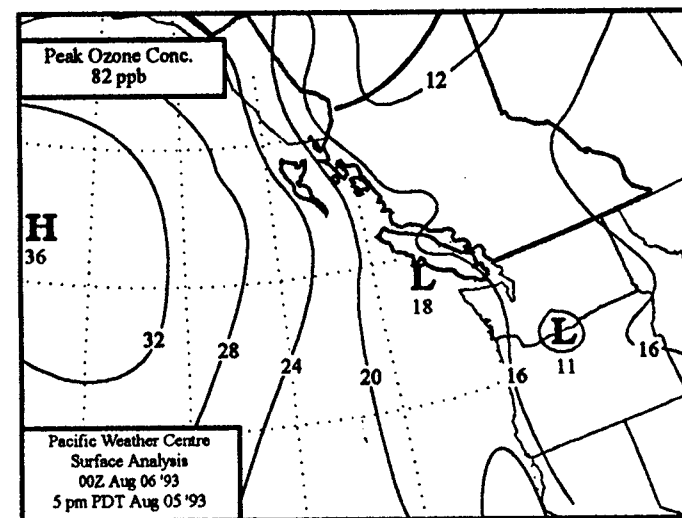 Peak Ozone Conc.
82 ppb
12
H
36
L
18
L
11
32
28
24
20
16
16
Pacific Weather Centre
Surface Analysis
00Z Aug 06 '93
5 pm PDT Aug 05 '93